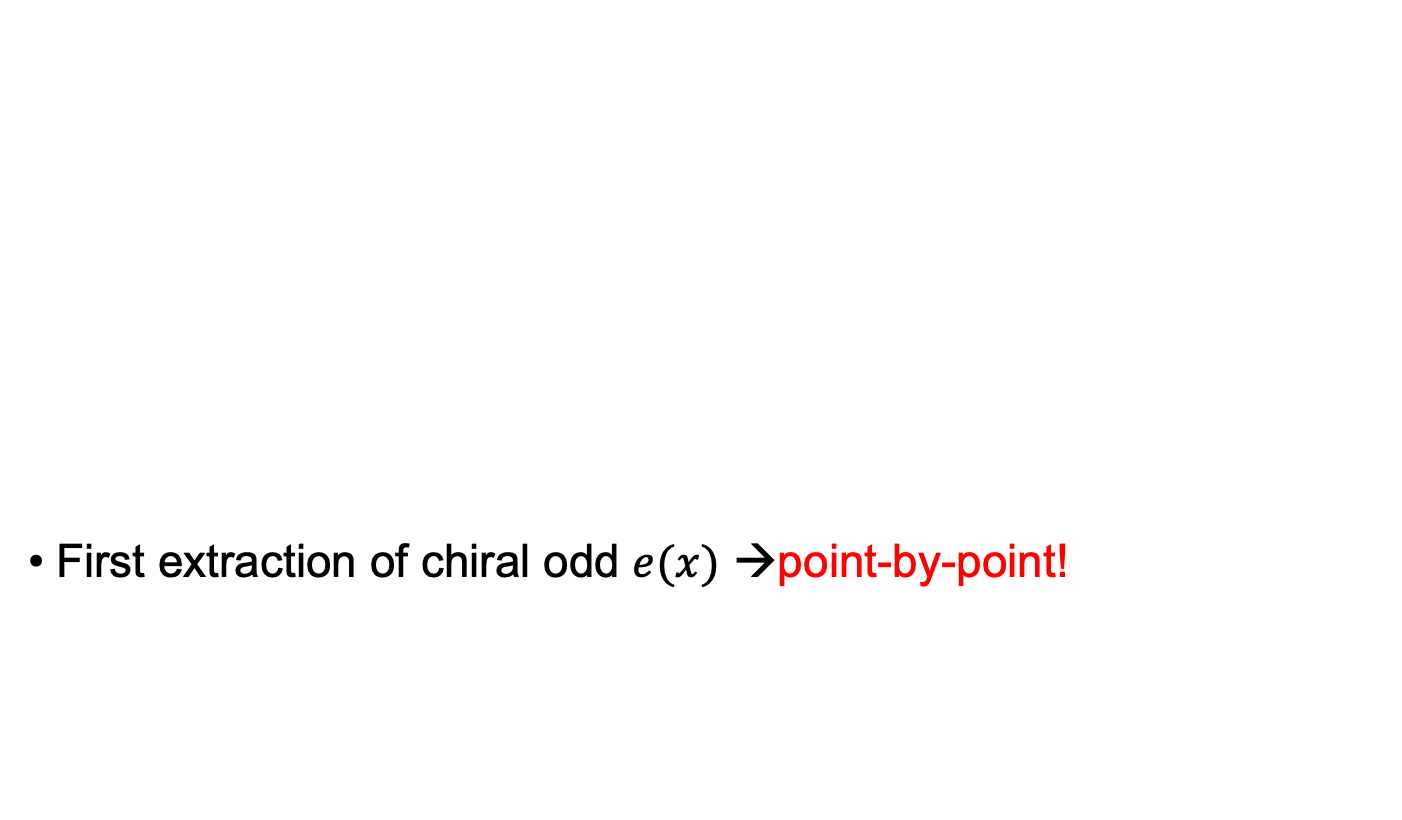 • First extraction of chiral odd 𝑒(𝑥) →point-by-point!